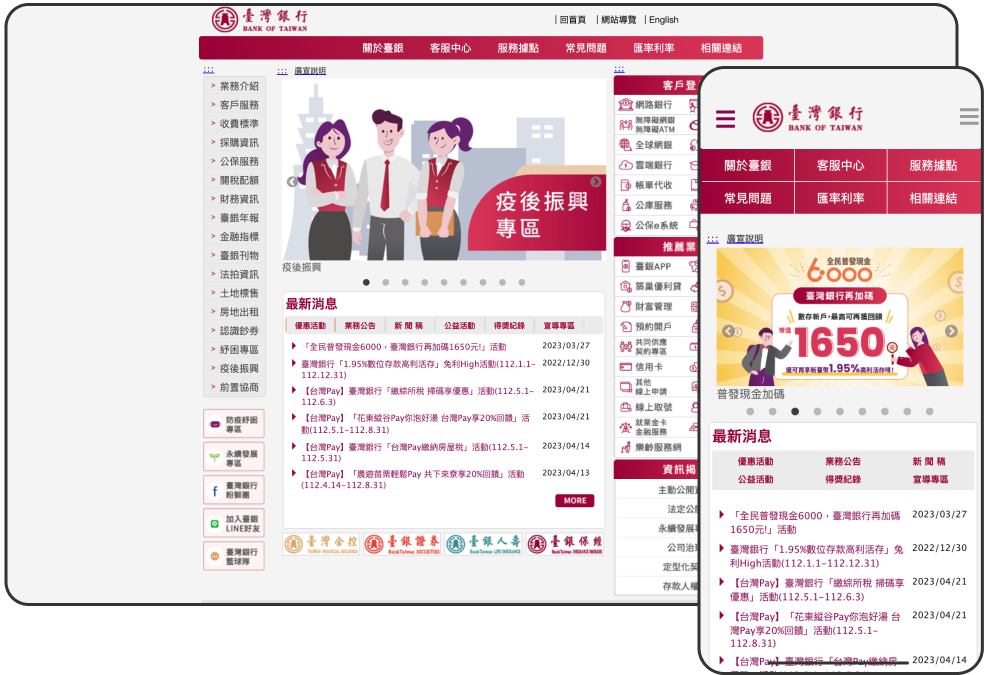 臺灣銀行
BANK OF TAIWAN
|回首頁 |網站導覽 |English
關於臺銀 客服中心 服務據點 常見問題 匯率利率 相關連結
:::
> 業務介紹
> 客戶服務
> 收費標準
> 採購資訊
> 公保服務
> 關稅配額
> 財務資訊
> 臺銀年報
> 金融指標
> 臺銀刊物
> 法拍資訊
> 土地標售
> 房地出租
> 認識鈔券
> 紓困專區
> 疫後振興
> 前置協商
防疫紓困
專區
永續發展
專區
臺灣銀行
粉獅團
加入臺銀
LINE好友
臺灣銀行
籃球隊
::: 廣宣說明
疫後振興
專區
疫後振興
最新消息
優惠活動 業務公告 新 聞 稿 公益活動 得獎紀錄 宣導專區
「全民普發現金6000，臺灣銀行再加碼1650元!」活動 2023/03/27
臺灣銀行「1.95%數位存款高利活存」兔利High活動(112.1.1– 2022/12/30
112.12.31)
【台灣Pay】臺灣銀行「繳綜所稅 掃碼享優惠」活動(112.5.1– 2023/04/21
112.6.3)
【台灣Pay】「花東縱谷Pay你泡好湯 台灣Pay享20%回饋」活 2023/04/21
動(112.5.1–112.8.31)
【台灣Pay】臺灣銀行「台灣Pay繳納房屋稅」活動(112.5.1– 2023/04/14
112.5.31)
【台灣Pay】「農遊苗栗輕鬆Pay 共下來寮享20%回饋」活動 2023/04/13
(112.4.14–112.8.31)
MORE
臺灣金控
臺銀證券
BankTaiwan SECURITIES
臺銀人壽
BankTaiwan LIFE INSURANCE
臺銀保經
:::
客戶登
網路銀行
無障礙網銀
無障礙ATM
全球網銀
雲端銀行
帳單代收
公庫服務
公保e系統
推薦業
臺銀APP
築巢優利貸
財富管理
預約開戶
共同供應
契約專區
信用卡
其他
線上申請
線上取號
就業金卡
金融服務
樂齡服務網
資訊揭
主動公開
法定公
永續發展
公司治
定型化契
存款人權
臺灣銀行
BANK OF TAIWAN
關於臺銀 客服中心 服務據點
常見問題 匯率利率 相關連結
::: 廣宣說明
全民普發現金
6000
臺灣銀行再加碼
數存新戶，最高可再獲回饋
等值
1650
元
還可再享新臺幣1.95%高利活存唷!
普發現金加碼
最新消息
優惠活動 業務公告 新 聞 稿
公益活動 得獎紀錄 宣導專區
「全民普發現金6000，臺灣銀行再加碼 2023/03/27
1650元!」活動
臺灣銀行「1.95%數位存款高利活存」兔 2022/12/30
利High活動(112.1.1–112.12.31)
【台灣Pay】臺灣銀行「繳綜所稅 掃碼享 2023/04/21
優惠」活動(112.5.1–112.6.3)
【台灣Pay】「花東縱谷Pay你泡好湯 台 2023/04/21
灣Pay享20%回饋」活動(112.5.1–
112.8.31)
【台灣Pay】臺灣銀行「台灣Pay繳納房 2023/04/14